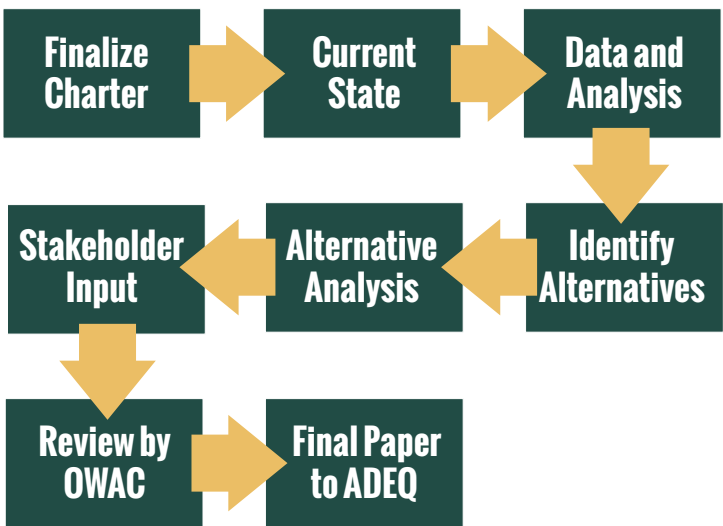 Finalize
Charter
Current
State
Data and
Analysis
Identify
Alternatives
Alternative
Analysis
Stakeholder
Input
Review by
OWAC
Final Paper
to ADEQ